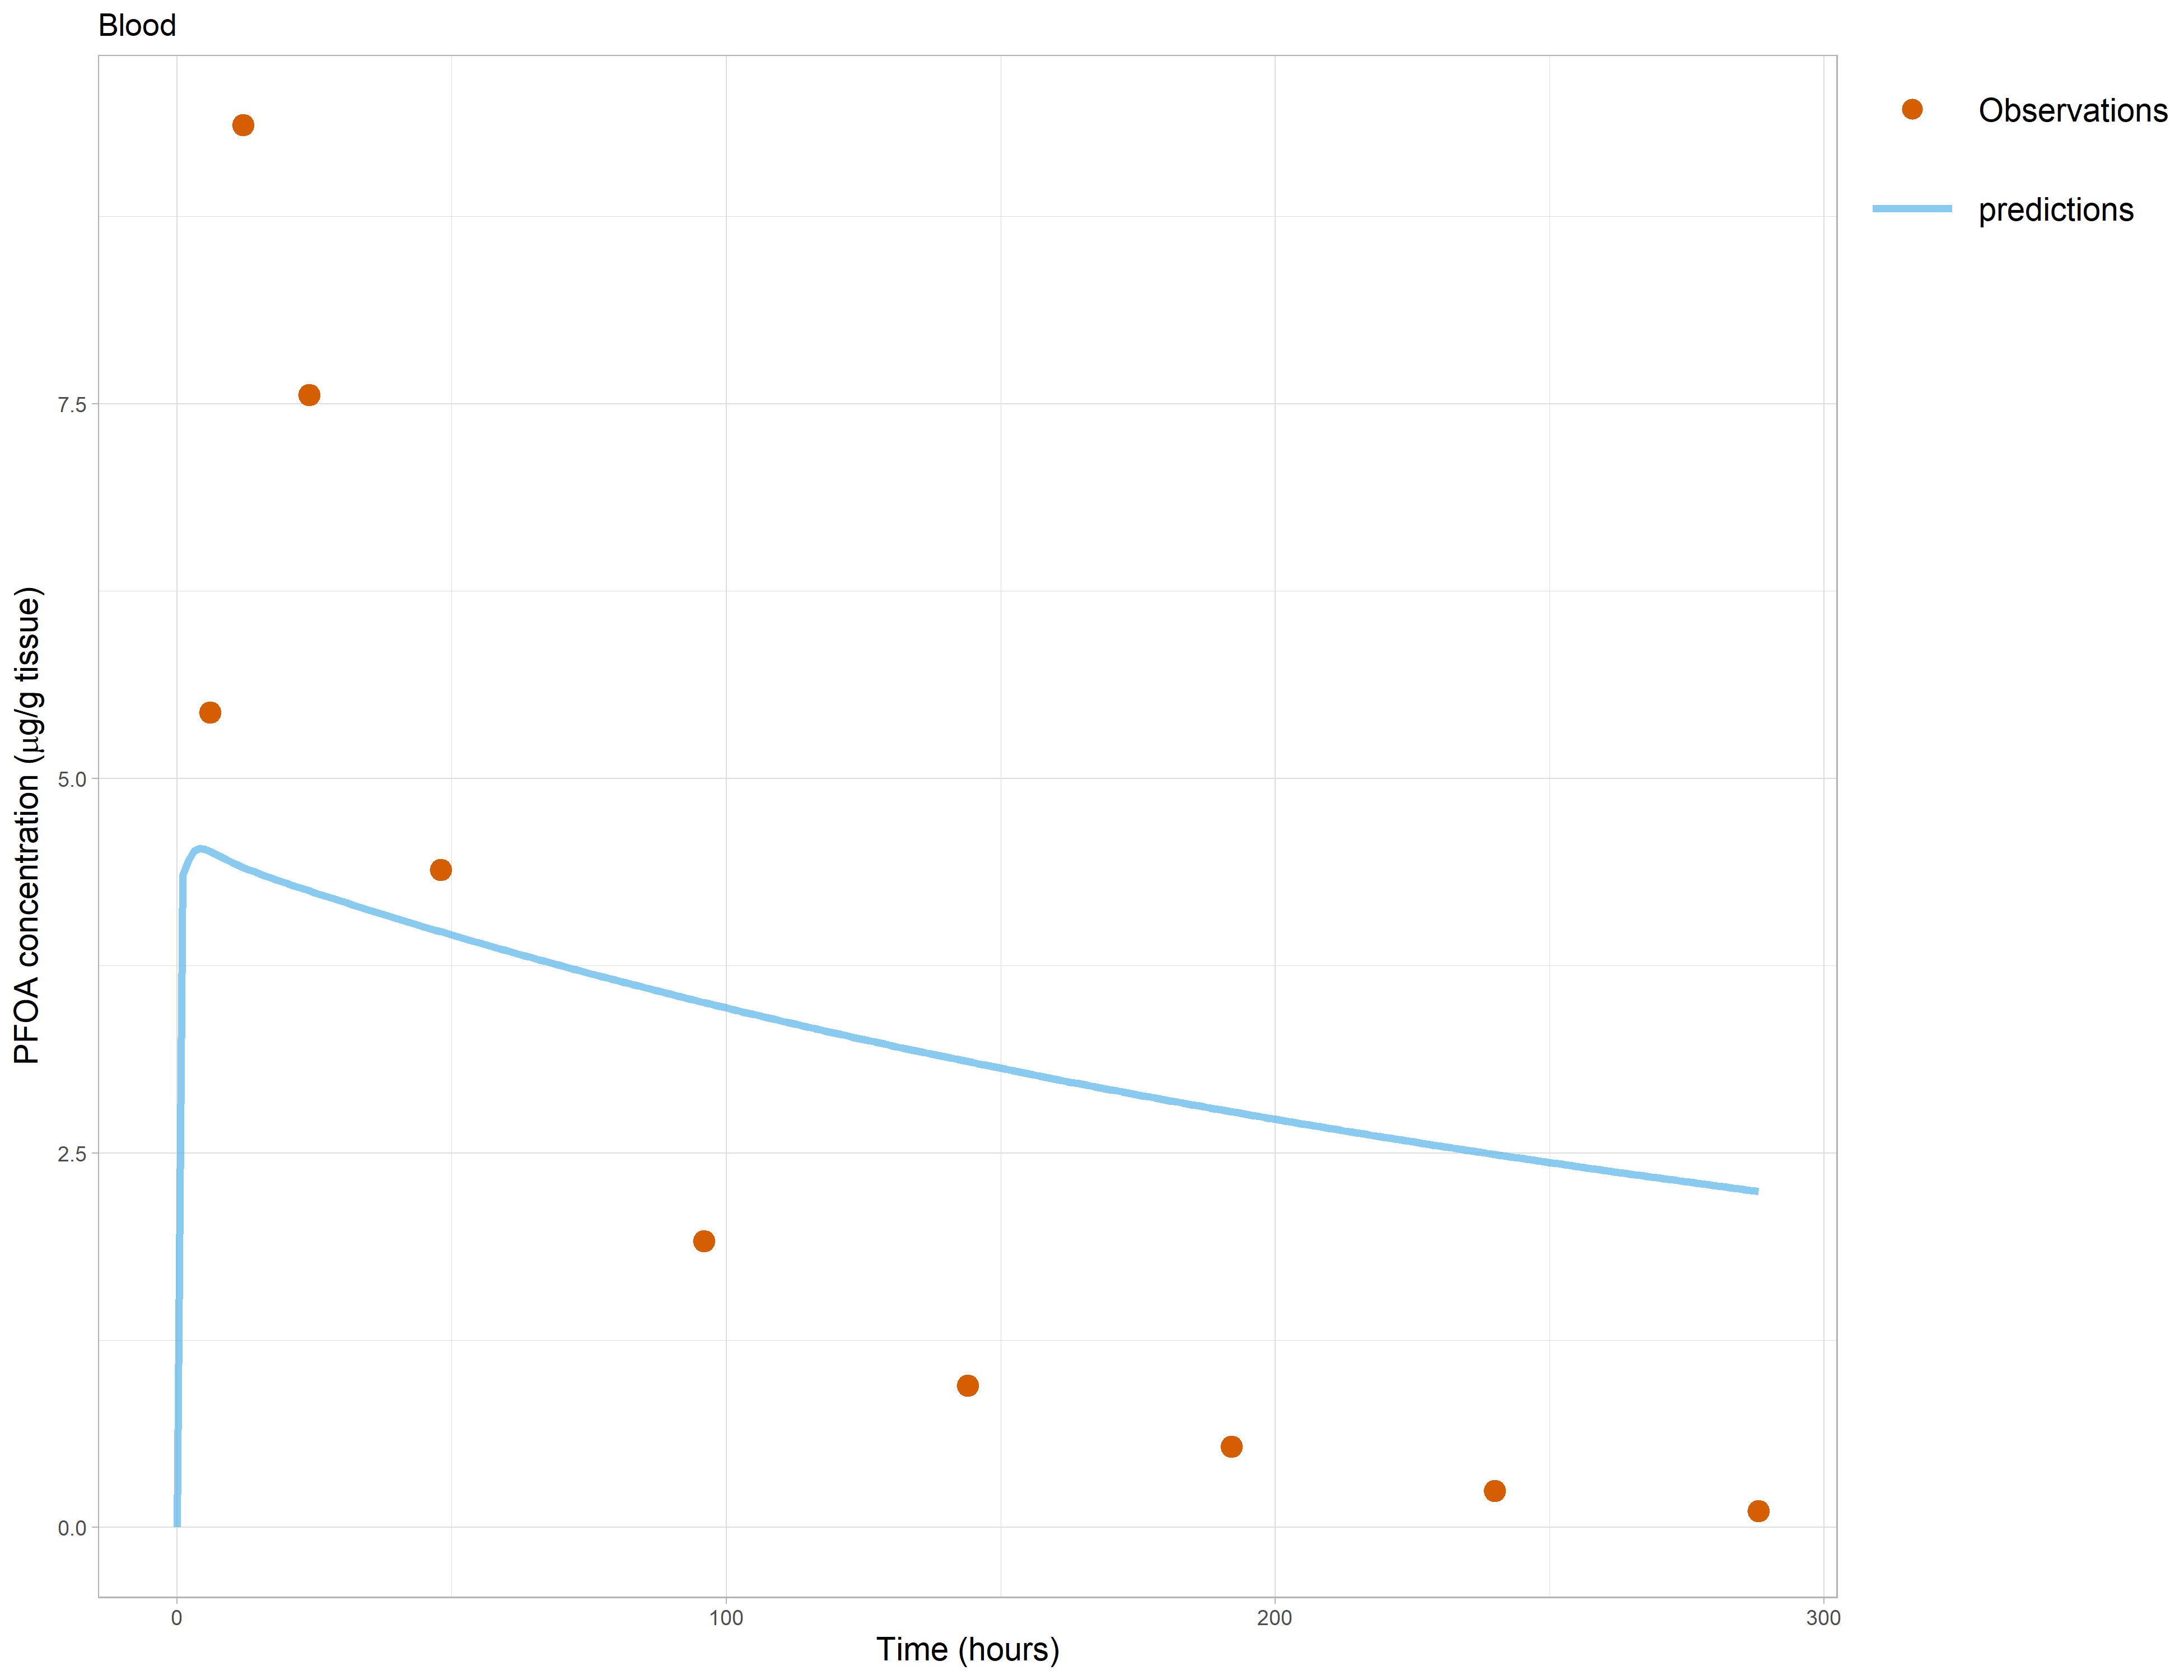 Blood
Observations
predictions
PFOA concentration (μg/g tissue)
7.5
5.0
2.5
0.0
0 100 200 300
Time (hours)